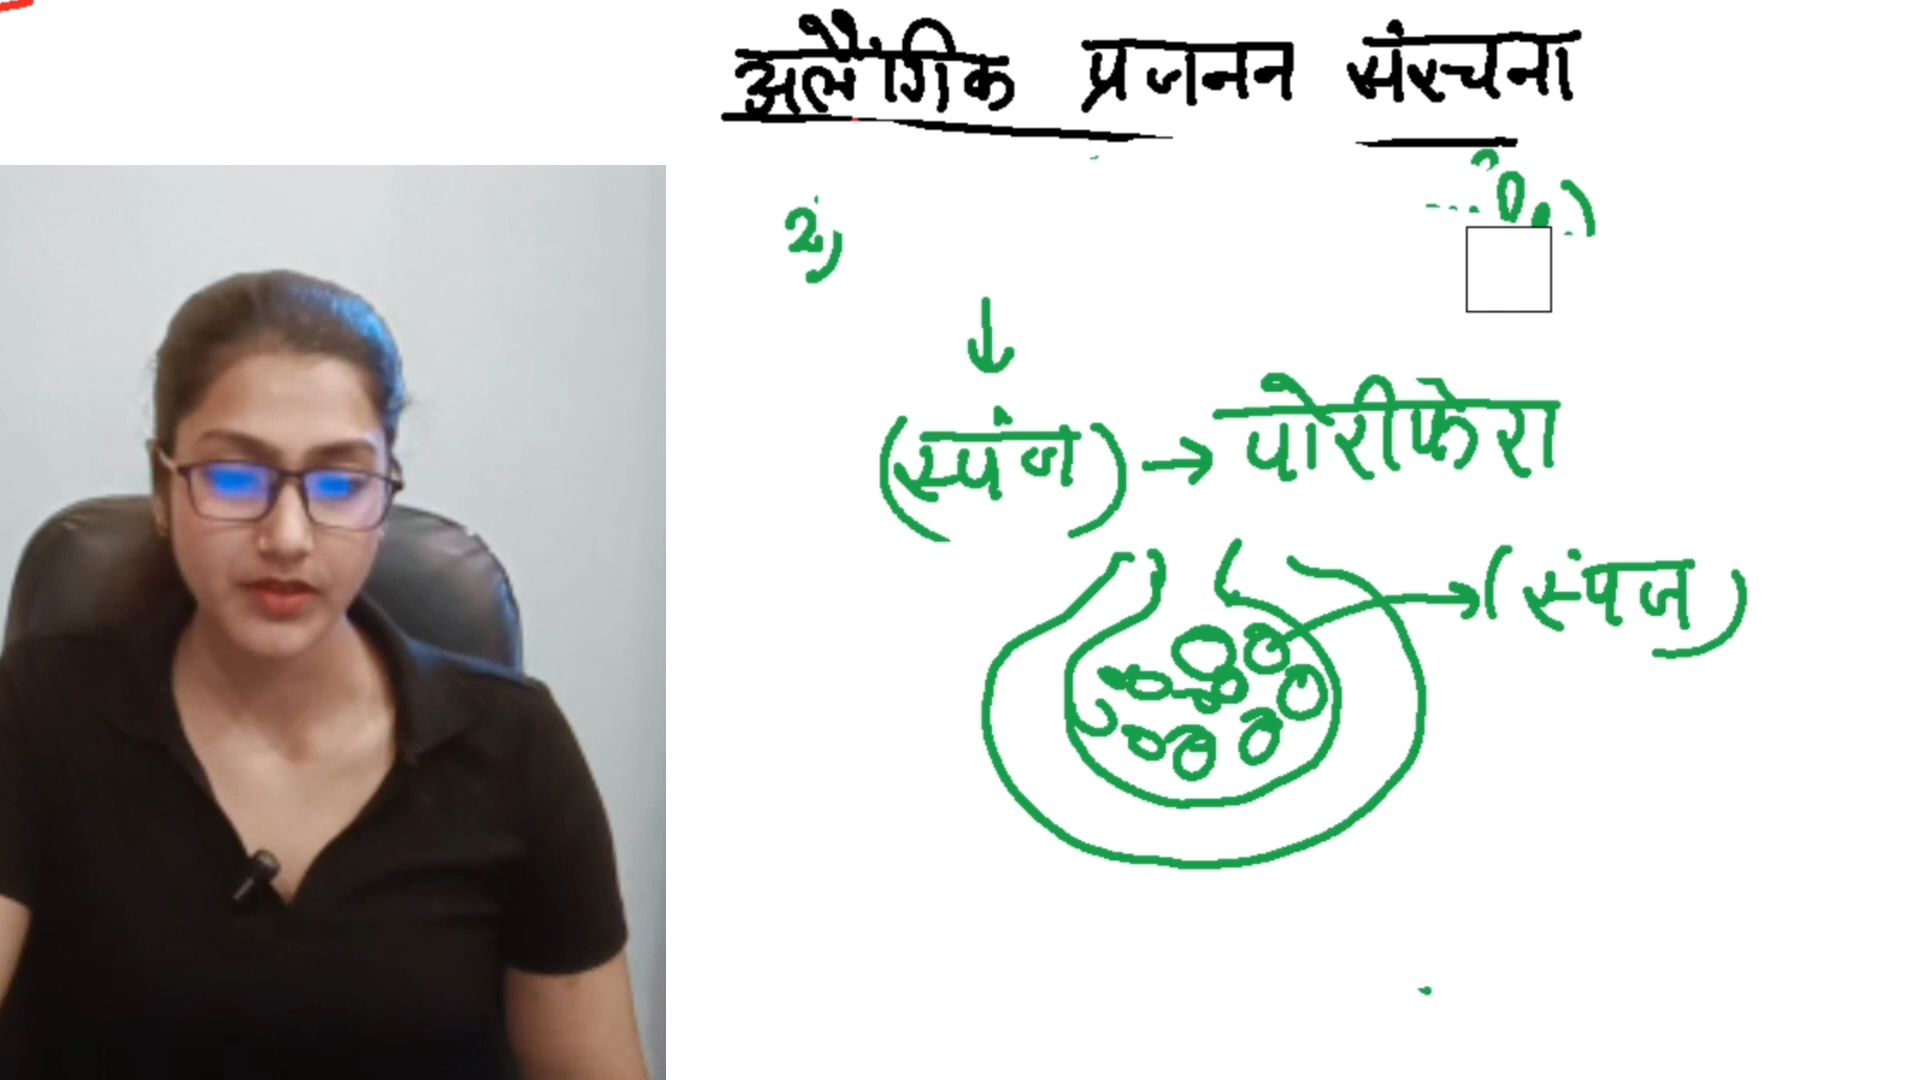 अलैंगिक प्रजनन संरचना
2)
(स्पंज) → पोरीफेरा
→ (स्पंज)